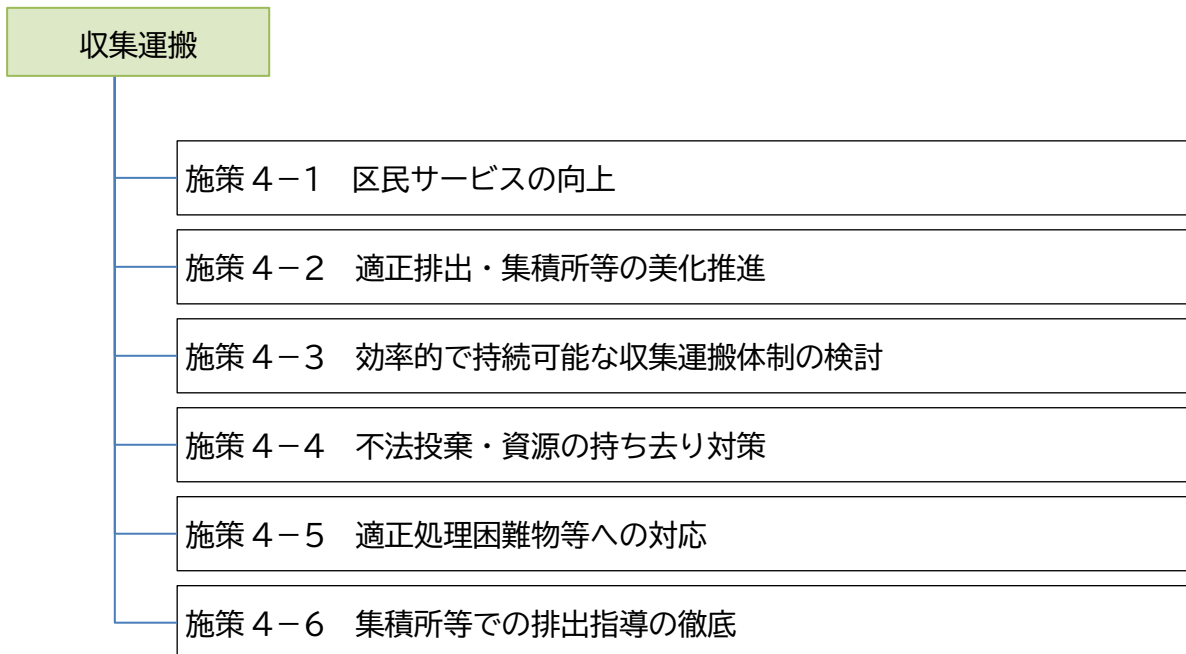 収集運搬
施策４－１　区民サービスの向上
施策４－２　適正排出・集積所等の美化推進
施策４－３　効率的で持続可能な収集運搬体制の検討
施策４－４　不法投棄・資源の持ち去り対策
施策４－５　適正処理困難物等への対応
施策４－６　集積所等での排出指導の徹底